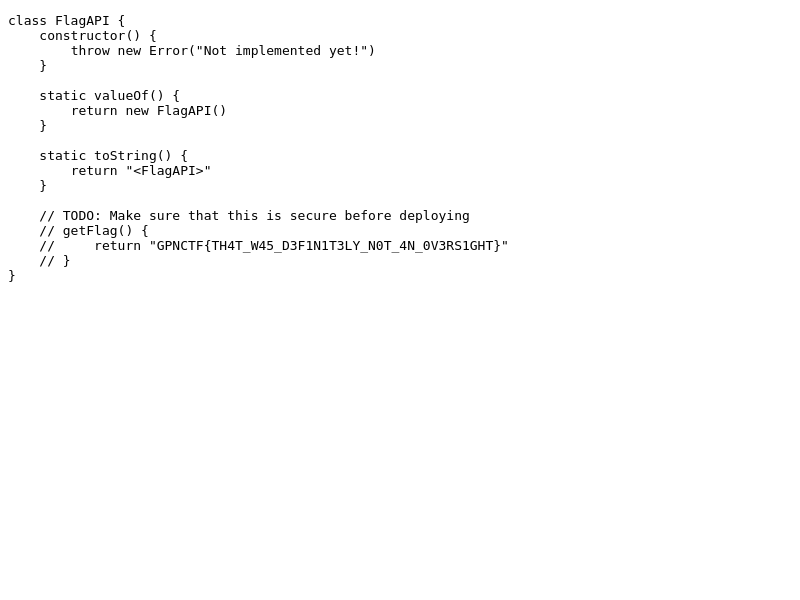 class FlagAPI {
    constructor() {
        throw new Error("Not implemented yet!")
    }

    static valueOf() {
        return new FlagAPI()
    }

    static toString() {
        return "<FlagAPI>"
    }

    // TODO: Make sure that this is secure before deploying
    // getFlag() {
    //     return "GPNCTF{TH4T_W45_D3F1N1T3LY_N0T_4N_0V3RS1GHT}"
    // }
}